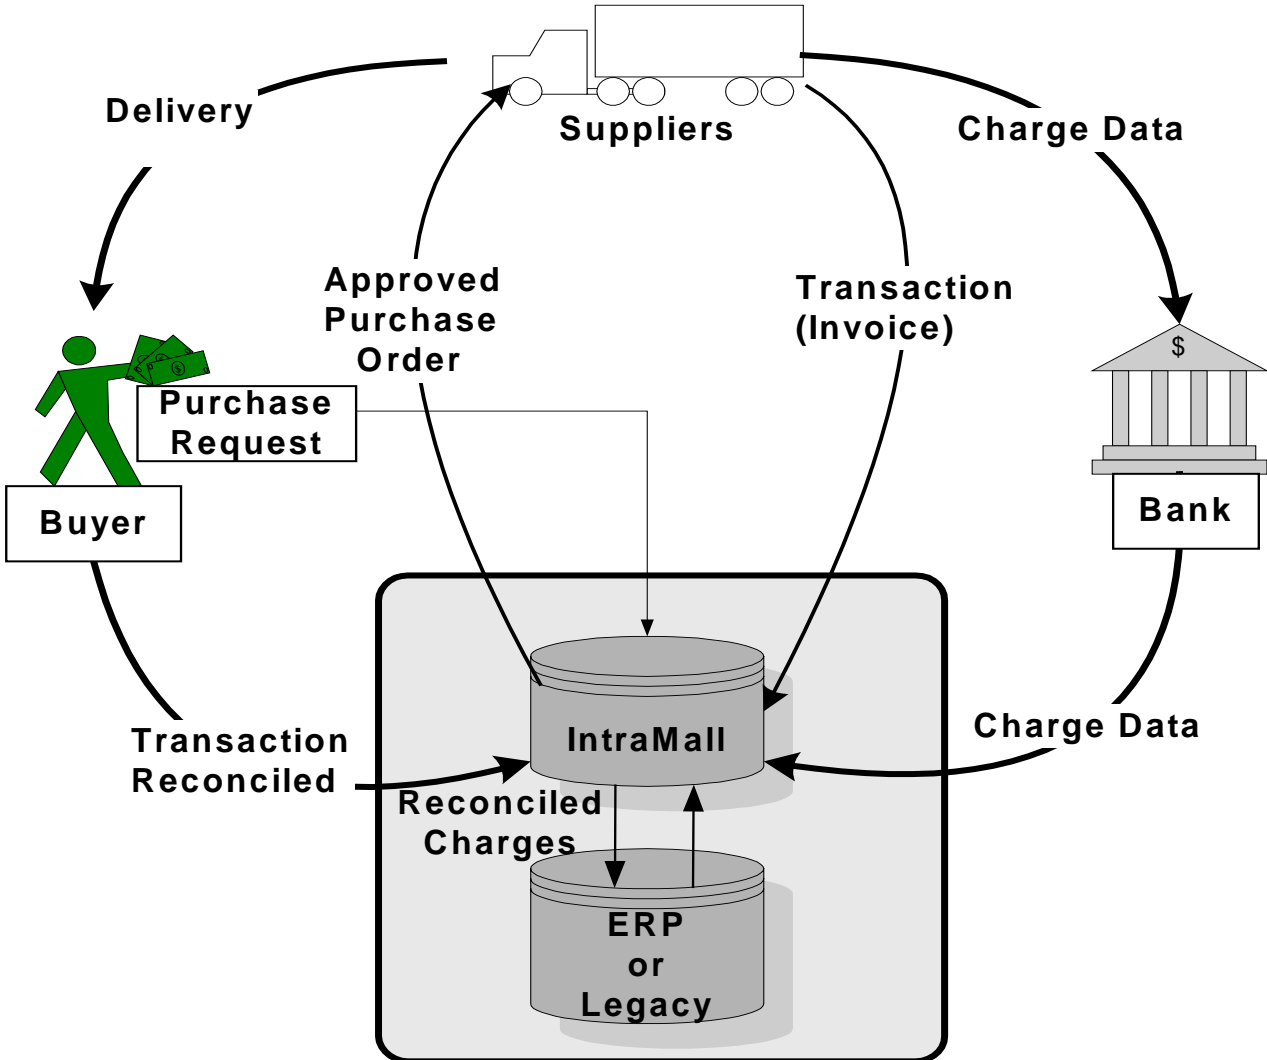 Delivery
Suppliers
Charge Data
Approved
Purchase
Order
Transaction
(Invoice)
$
$
Purchase
Request
Buyer
Bank
Transaction
Reconciled
IntraMall
Charge Data
Reconciled
Charges
ERP
or
Legacy